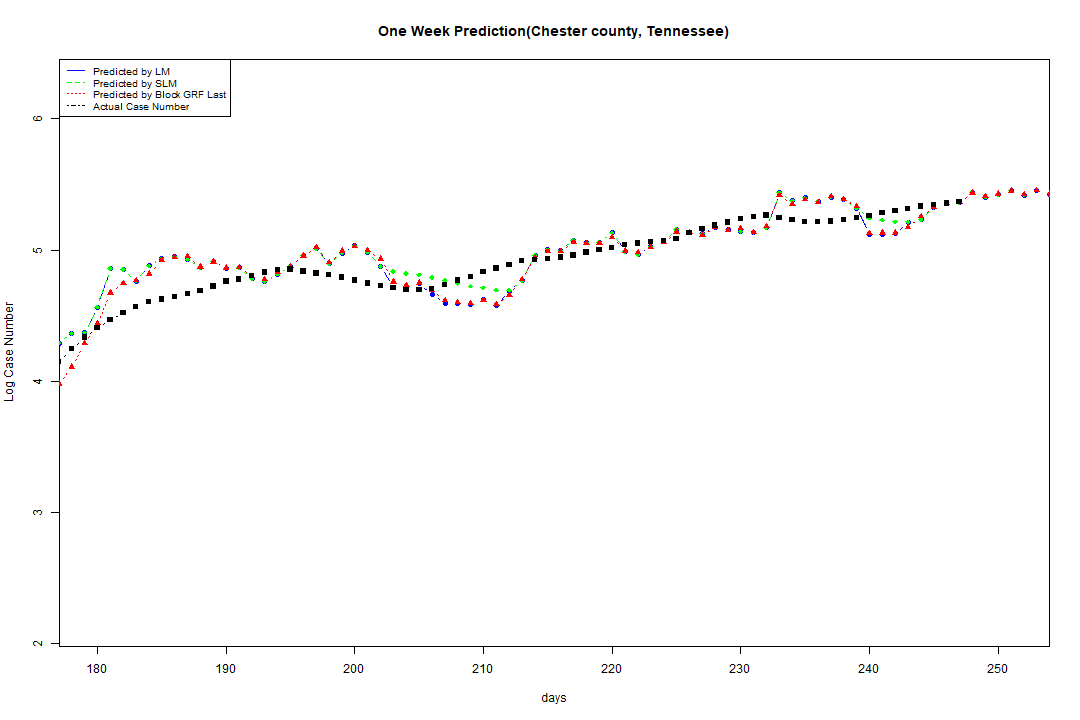 One Week Prediction(Chester county, Tennessee)
Predicted by LM
Predicted by SLM
Predicted by Block GRF Last
Actual Case Number
6
5
4
3
2
Log Case Number
180 190 200 210 220 230 240 250
days